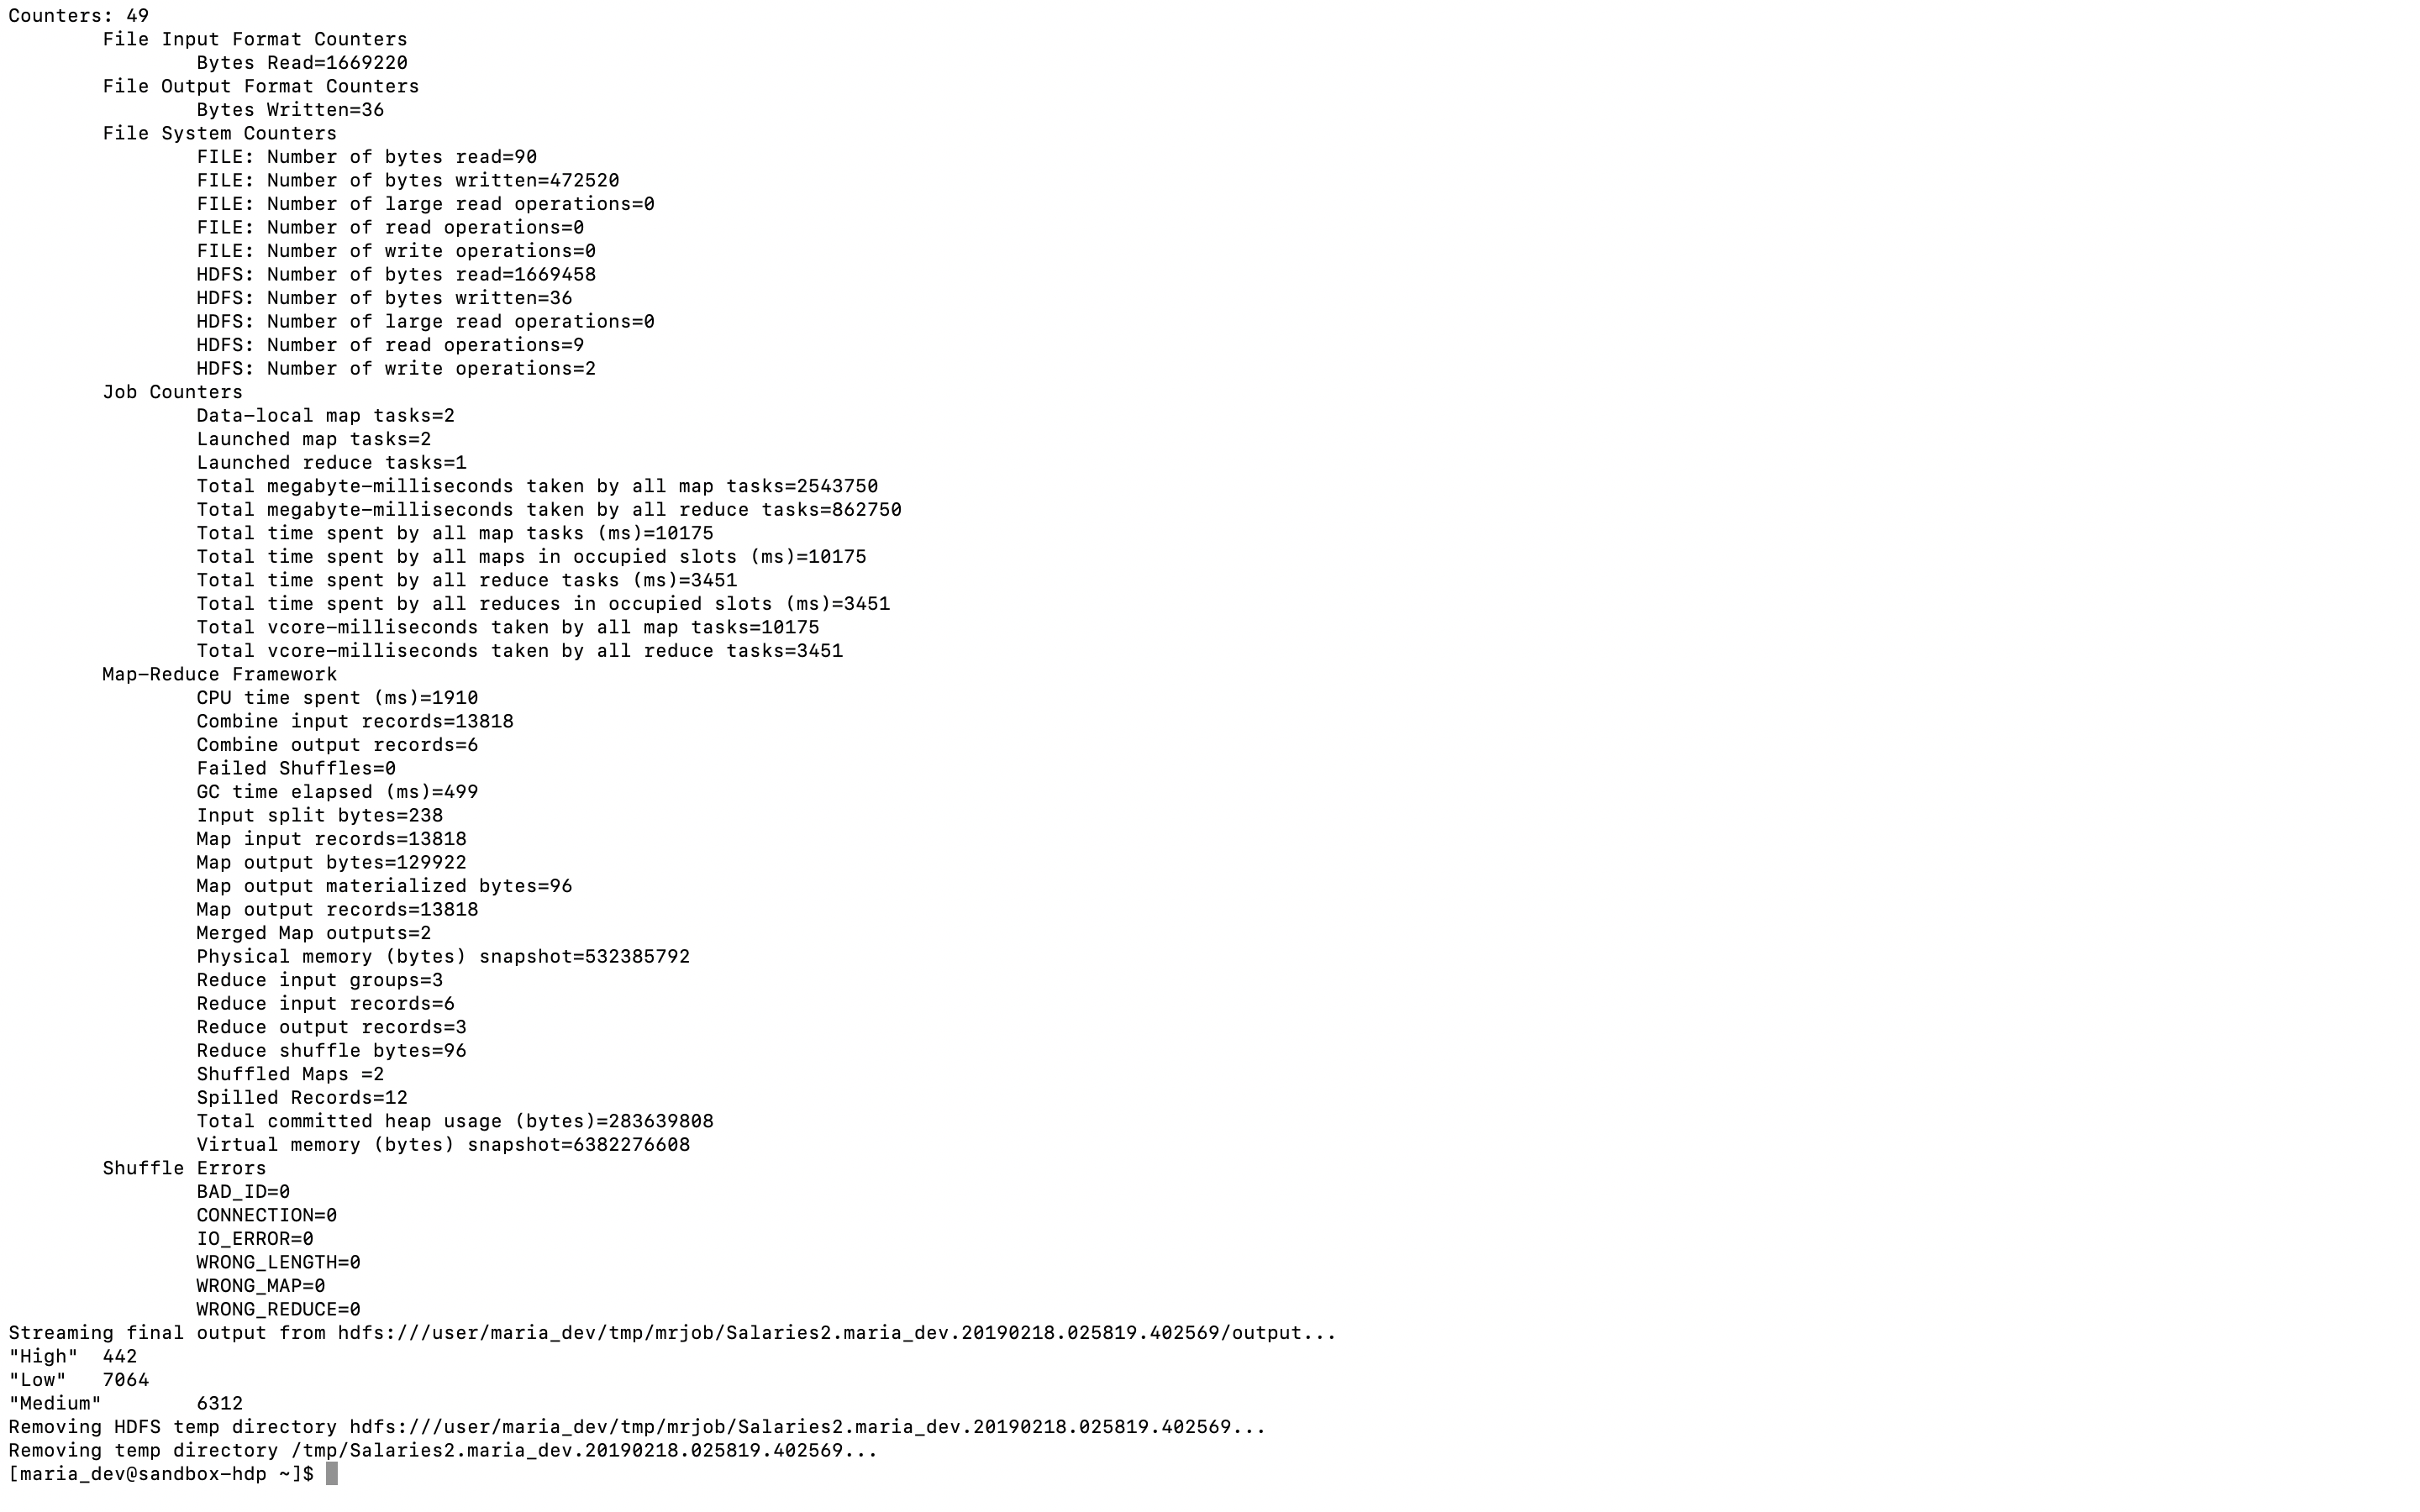 Counters: 49
File Input Format Counters
Bytes Read=1669220
File Output Format Counters
Bytes Written=36
File System Counters
FILE: Number of bytes read=90
FILE: Number of bytes written=472520
FILE: Number of large read operations=0
FILE: Number of read operations=0
FILE: Number of write operations=0
HDFS: Number of bytes read=1669458
HDFS: Number of bytes written=36
HDFS: Number of large read operations=0
HDFS: Number of read operations=9
HDFS: Number of write operations=2
Job Counters
Data-local map tasks=2
Launched map tasks=2
Launched reduce tasks=1
Total megabyte-milliseconds taken by all map tasks=2543750
Total megabyte-milliseconds taken by all reduce tasks=862750
Total time spent by all map tasks (ms)=10175
Total time spent by all maps in occupied slots (ms)=10175
Total time spent by all reduce tasks (ms)=3451
Total time spent by all reduces in occupied slots (ms)=3451
Total vcore-milliseconds taken by all map tasks=10175
Total vcore-milliseconds taken by all reduce tasks=3451
Map-Reduce Framework
CPU time spent (ms)=1910
Combine input records=13818
Combine output records=6
Failed Shuffles=0
GC time elapsed (ms)=499
Input split bytes=238
Map input records=13818
Map output bytes=129922
Map output materialized bytes=96
Map output records=13818
Merged Map outputs=2
Physical memory (bytes) snapshot=532385792
Reduce input groups=3
Reduce input records=6
Reduce output records=3
Reduce shuffle bytes=96
Shuffled Maps =2
Spilled Records=12
Total committed heap usage (bytes)=283639808
Virtual memory (bytes) snapshot=6382276608
Shuffle Errors
BAD_ID=0
CONNECTION=0
IO_ERROR=0
WRONG_LENGTH=0
WRONG_MAP=0
WRONG_REDUCE=0
Streaming final output from hdfs:///user/maria_dev/tmp/mrjob/Salaries2.maria_dev.20190218.025819.402569/output...
"High" 442
"Low" 7064
"Medium" 6312
Removing HDFS temp directory hdfs:///user/maria_dev/tmp/mrjob/Salaries2.maria_dev.20190218.025819.402569...
Removing temp directory /tmp/Salaries2.maria_dev.20190218.025819.402569...
[maria_dev@sandbox-hdp ~]$